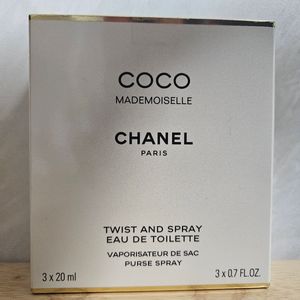 COCO
MADEMOISELLE
CHANEL
PARIS
TWIST AND SPRAY
EAU DE TOILETTE
VAPORISATEUR DE SAC
PURSE SPRAY
3 x 20 ml 3 x 0.7 FL.OZ.